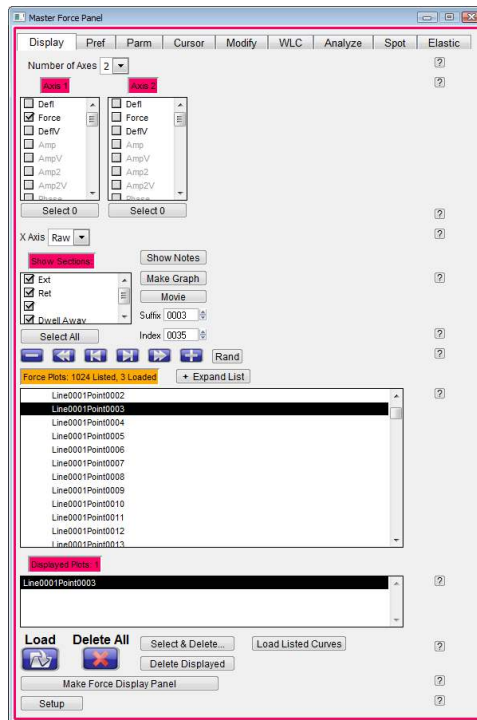 Master Force Panel
Display Pref Parm Cursor Modify WLC Analyze Spot Elastic
Number of Axes 2 ?
Axis 1 Axis 2 ?
Defl Defl
Force Force
DeflV DeflV
Amp Amp
AmpV AmpV
Amp2 Amp2
Amp2V Amp2V
Phase Phase
Select 0 Select 0 ?
X Axis Raw ?
Show Sections: Show Notes
Ext Make Graph ?
Ret Movie
Dwell Away Suffix 0003
Select All Index 0035 ?
Rand ?
Force Plots: 1024 Listed, 3 Loaded + Expand List
Line0001Point0002 ?
Line0001Point0003
Line0001Point0004
Line0001Point0005
Line0001Point0006
Line0001Point0007
Line0001Point0008
Line0001Point0009
Line0001Point0010
Line0001Point0011
Line0001Point0012
Line0001Point0013
Displayed Plots: 1
Line0001Point0003 ?
Load Delete All Select & Delete... Load Listed Curves ?
Delete Displayed
Make Force Display Panel ?
Setup ?